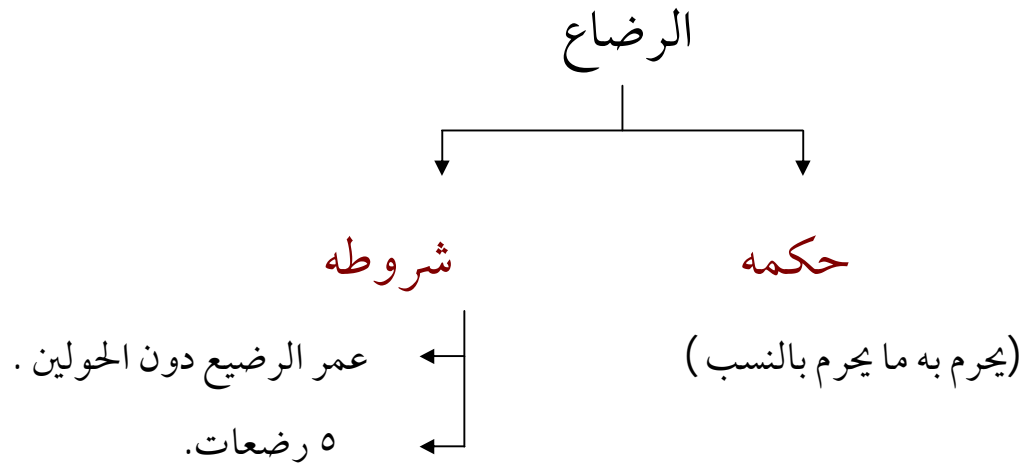 الرضاع
حكمه
شروطه
(يحرم به ما يحرم بالنسب )
عمر الرضيع دون الحولين .
٥ رضعات.